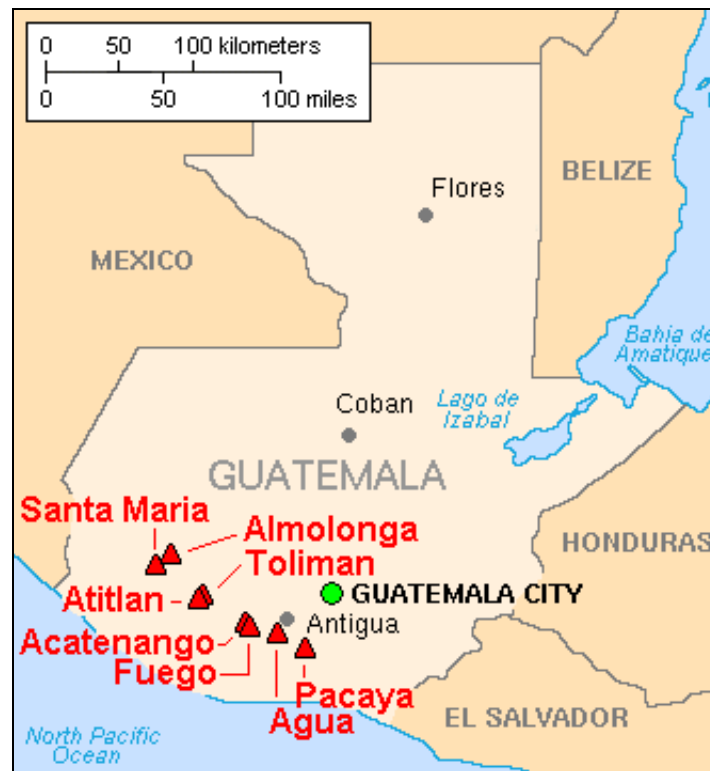 0 50 100 kilometers
0 50 100 miles
Flores
BELIZE
MEXICO
Bahia de
Amatique
Lago de
Izabal
Coban
GUATEMALA
Santa Maria
Almolonga
HONDURAS
Toliman
Atitlan
GUATEMALA CITY
Antigua
Acatenango
Fuego
Pacaya
Agua
EL SALVADOR
North Pacific
Ocean